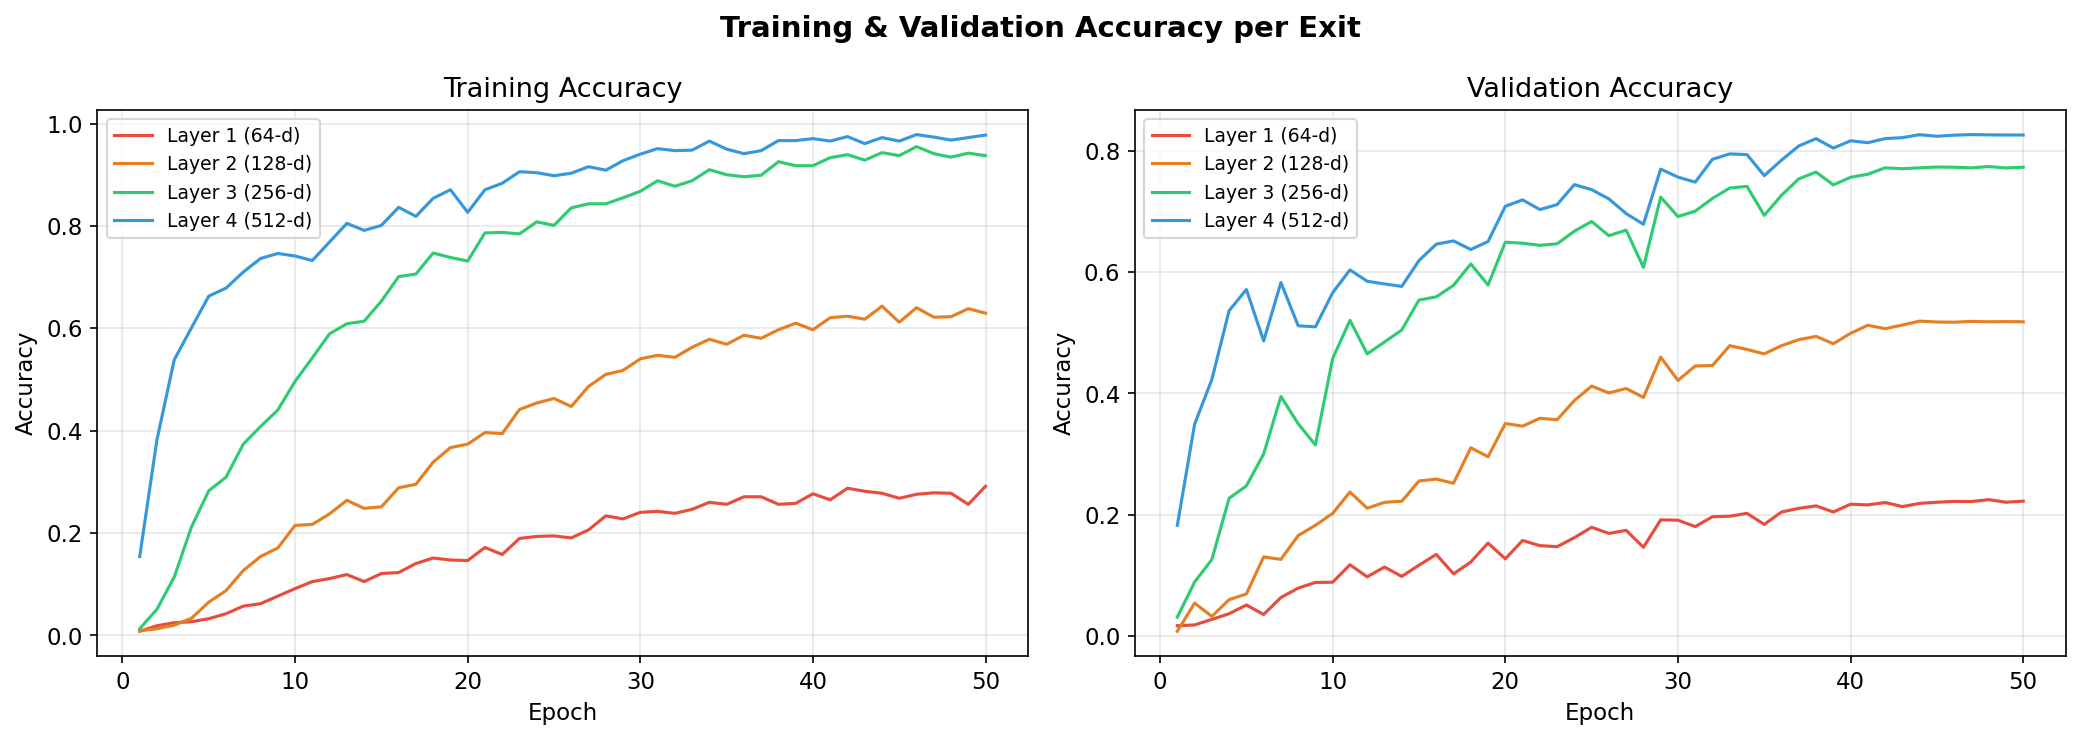 Training & Validation Accuracy per Exit
Training Accuracy
Accuracy
1.0
0.8
0.6
0.4
0.2
0.0
Layer 1 (64-d)
Layer 2 (128-d)
Layer 3 (256-d)
Layer 4 (512-d)
0 10 20 30 40 50
Epoch
Validation Accuracy
Accuracy
0.8
0.6
0.4
0.2
0.0
Layer 1 (64-d)
Layer 2 (128-d)
Layer 3 (256-d)
Layer 4 (512-d)
0 10 20 30 40 50
Epoch